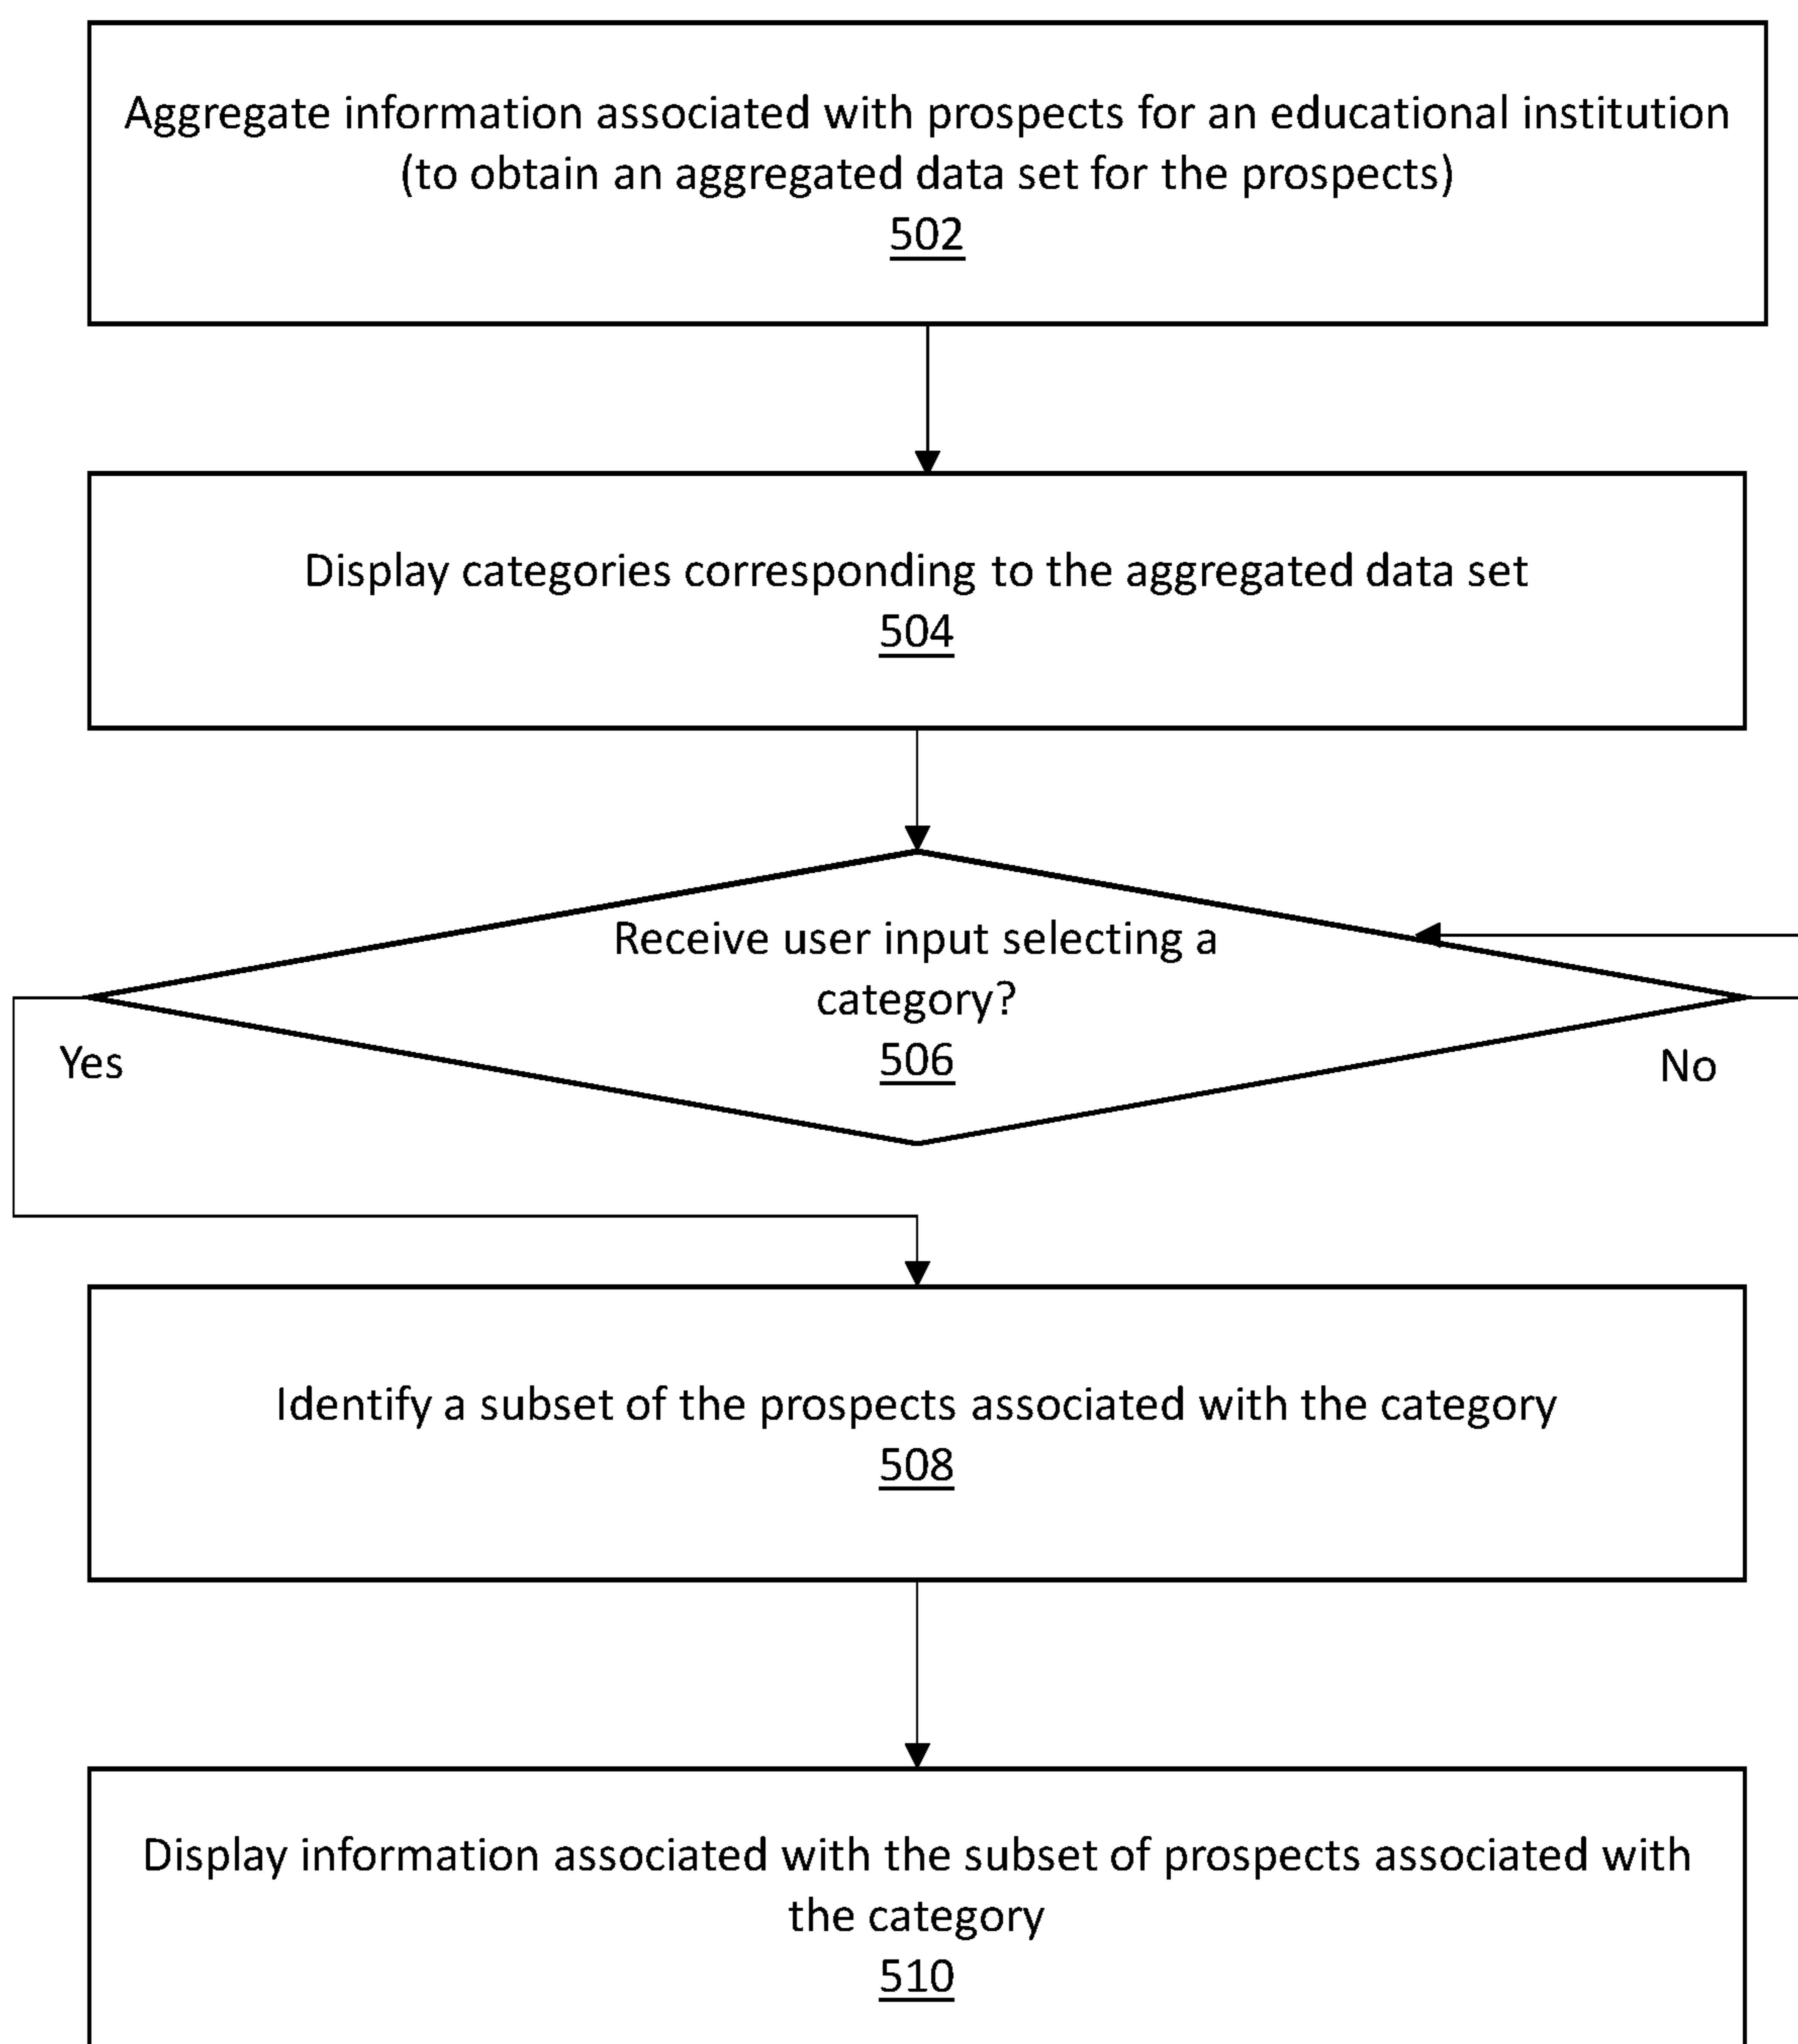 Aggregate information associated with prospects for an educational institution
(to obtain an aggregated data set for the prospects)
502
Display categories corresponding to the aggregated data set
504
Receive user input selecting a
category?
506
Yes
No
Identify a subset of the prospects associated with the category
508
Display information associated with the subset of prospects associated with
the category
510